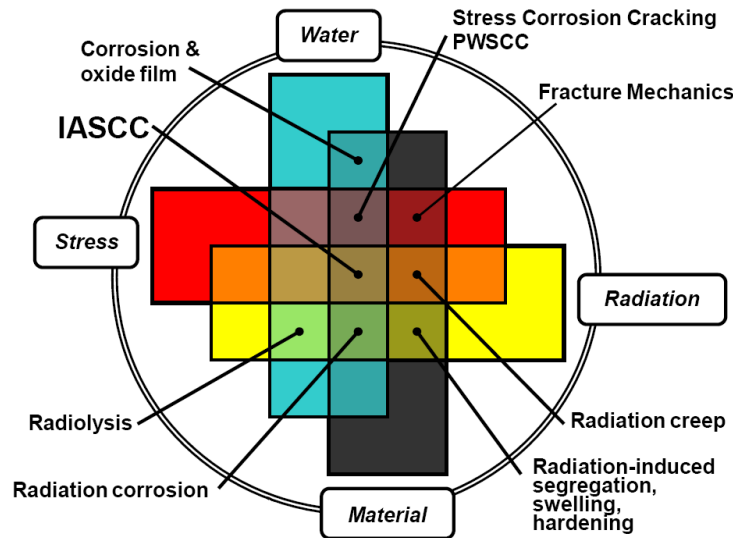 Water
Stress Corrosion Cracking
PWSCC
Corrosion &
oxide film
Fracture Mechanics
IASCC
Stress
Radiation
Radiolysis
Radiation creep
Radiation corrosion
Radiation-induced
segregation,
swelling,
hardening
Material